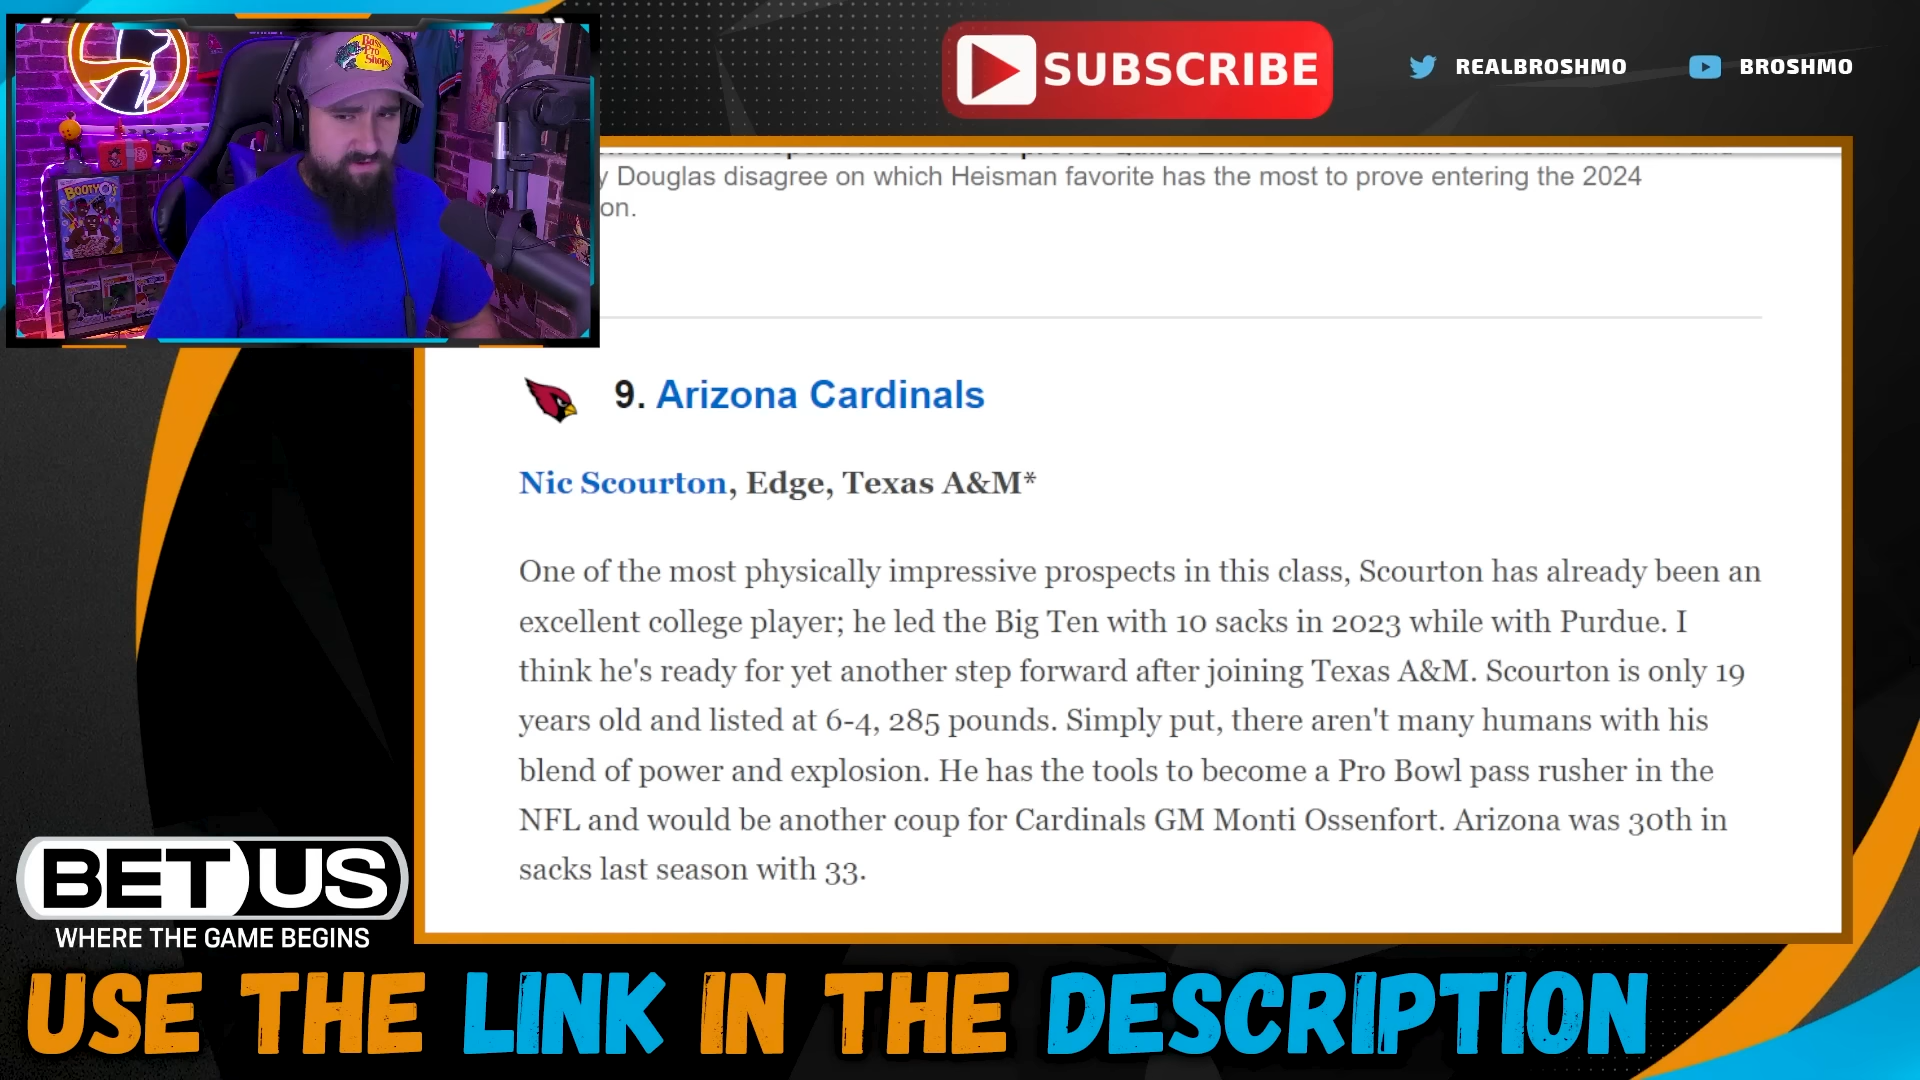 Bass
Pro
Shops
BOOTYO's
SUBSCRIBE
REALBROSHMO
BROSHMO
y Douglas disagree on which Heisman favorite has the most to prove entering the 2024
on.
9. Arizona Cardinals
Nic Scourton, Edge, Texas A&M*
One of the most physically impressive prospects in this class, Scourton has already been an
excellent college player; he led the Big Ten with 10 sacks in 2023 while with Purdue. I
think he's ready for yet another step forward after joining Texas A&M. Scourton is only 19
years old and listed at 6-4, 285 pounds. Simply put, there aren't many humans with his
blend of power and explosion. He has the tools to become a Pro Bowl pass rusher in the
NFL and would be another coup for Cardinals GM Monti Ossenfort. Arizona was 30th in
sacks last season with 33.
BET US
WHERE THE GAME BEGINS
USE THE LINK IN THE DESCRIPTION